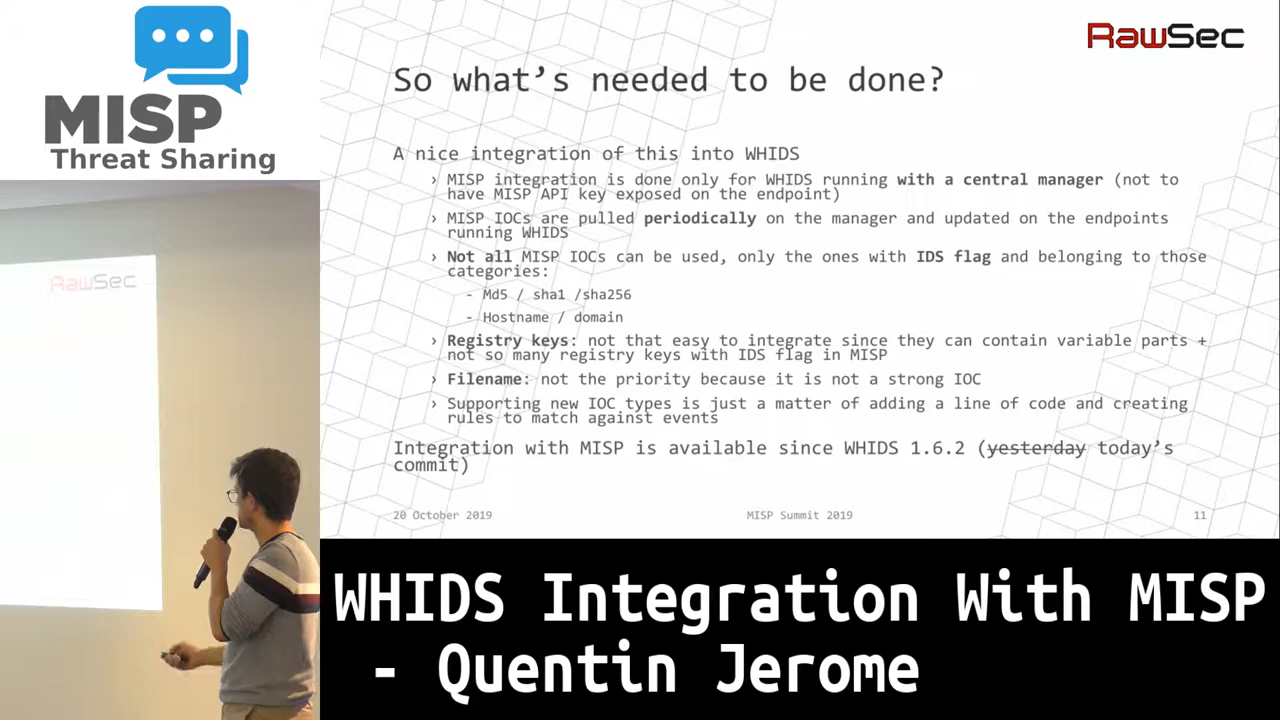 MISP
Threat Sharing
RawSec
RawSec
So what’s needed to be done?
A nice integration of this into WHIDS
› MISP integration is done only for WHIDS running with a central manager (not to
have MISP API key exposed on the endpoint)
› MISP IOCs are pulled periodically on the manager and updated on the endpoints
running WHIDS
› Not all MISP IOCs can be used, only the ones with IDS flag and belonging to those
categories:
- Md5 / sha1 /sha256
- Hostname / domain
› Registry keys: not that easy to integrate since they can contain variable parts +
not so many registry keys with IDS flag in MISP
› Filename: not the priority because it is not a strong IOC
› Supporting new IOC types is just a matter of adding a line of code and creating
rules to match against events
Integration with MISP is available since WHIDS 1.6.2 (yesterday today’s
commit)
20 October 2019
MISP Summit 2019
11
WHIDS Integration With MISP
- Quentin Jerome